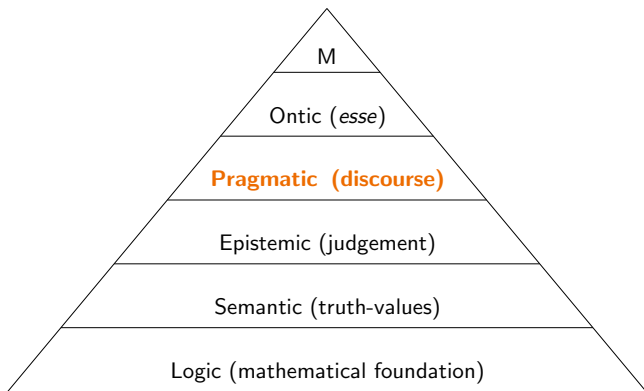 M
Ontic (esse)
Pragmatic (discourse)
Epistemic (judgement)
Semantic (truth-values)
Logic (mathematical foundation)